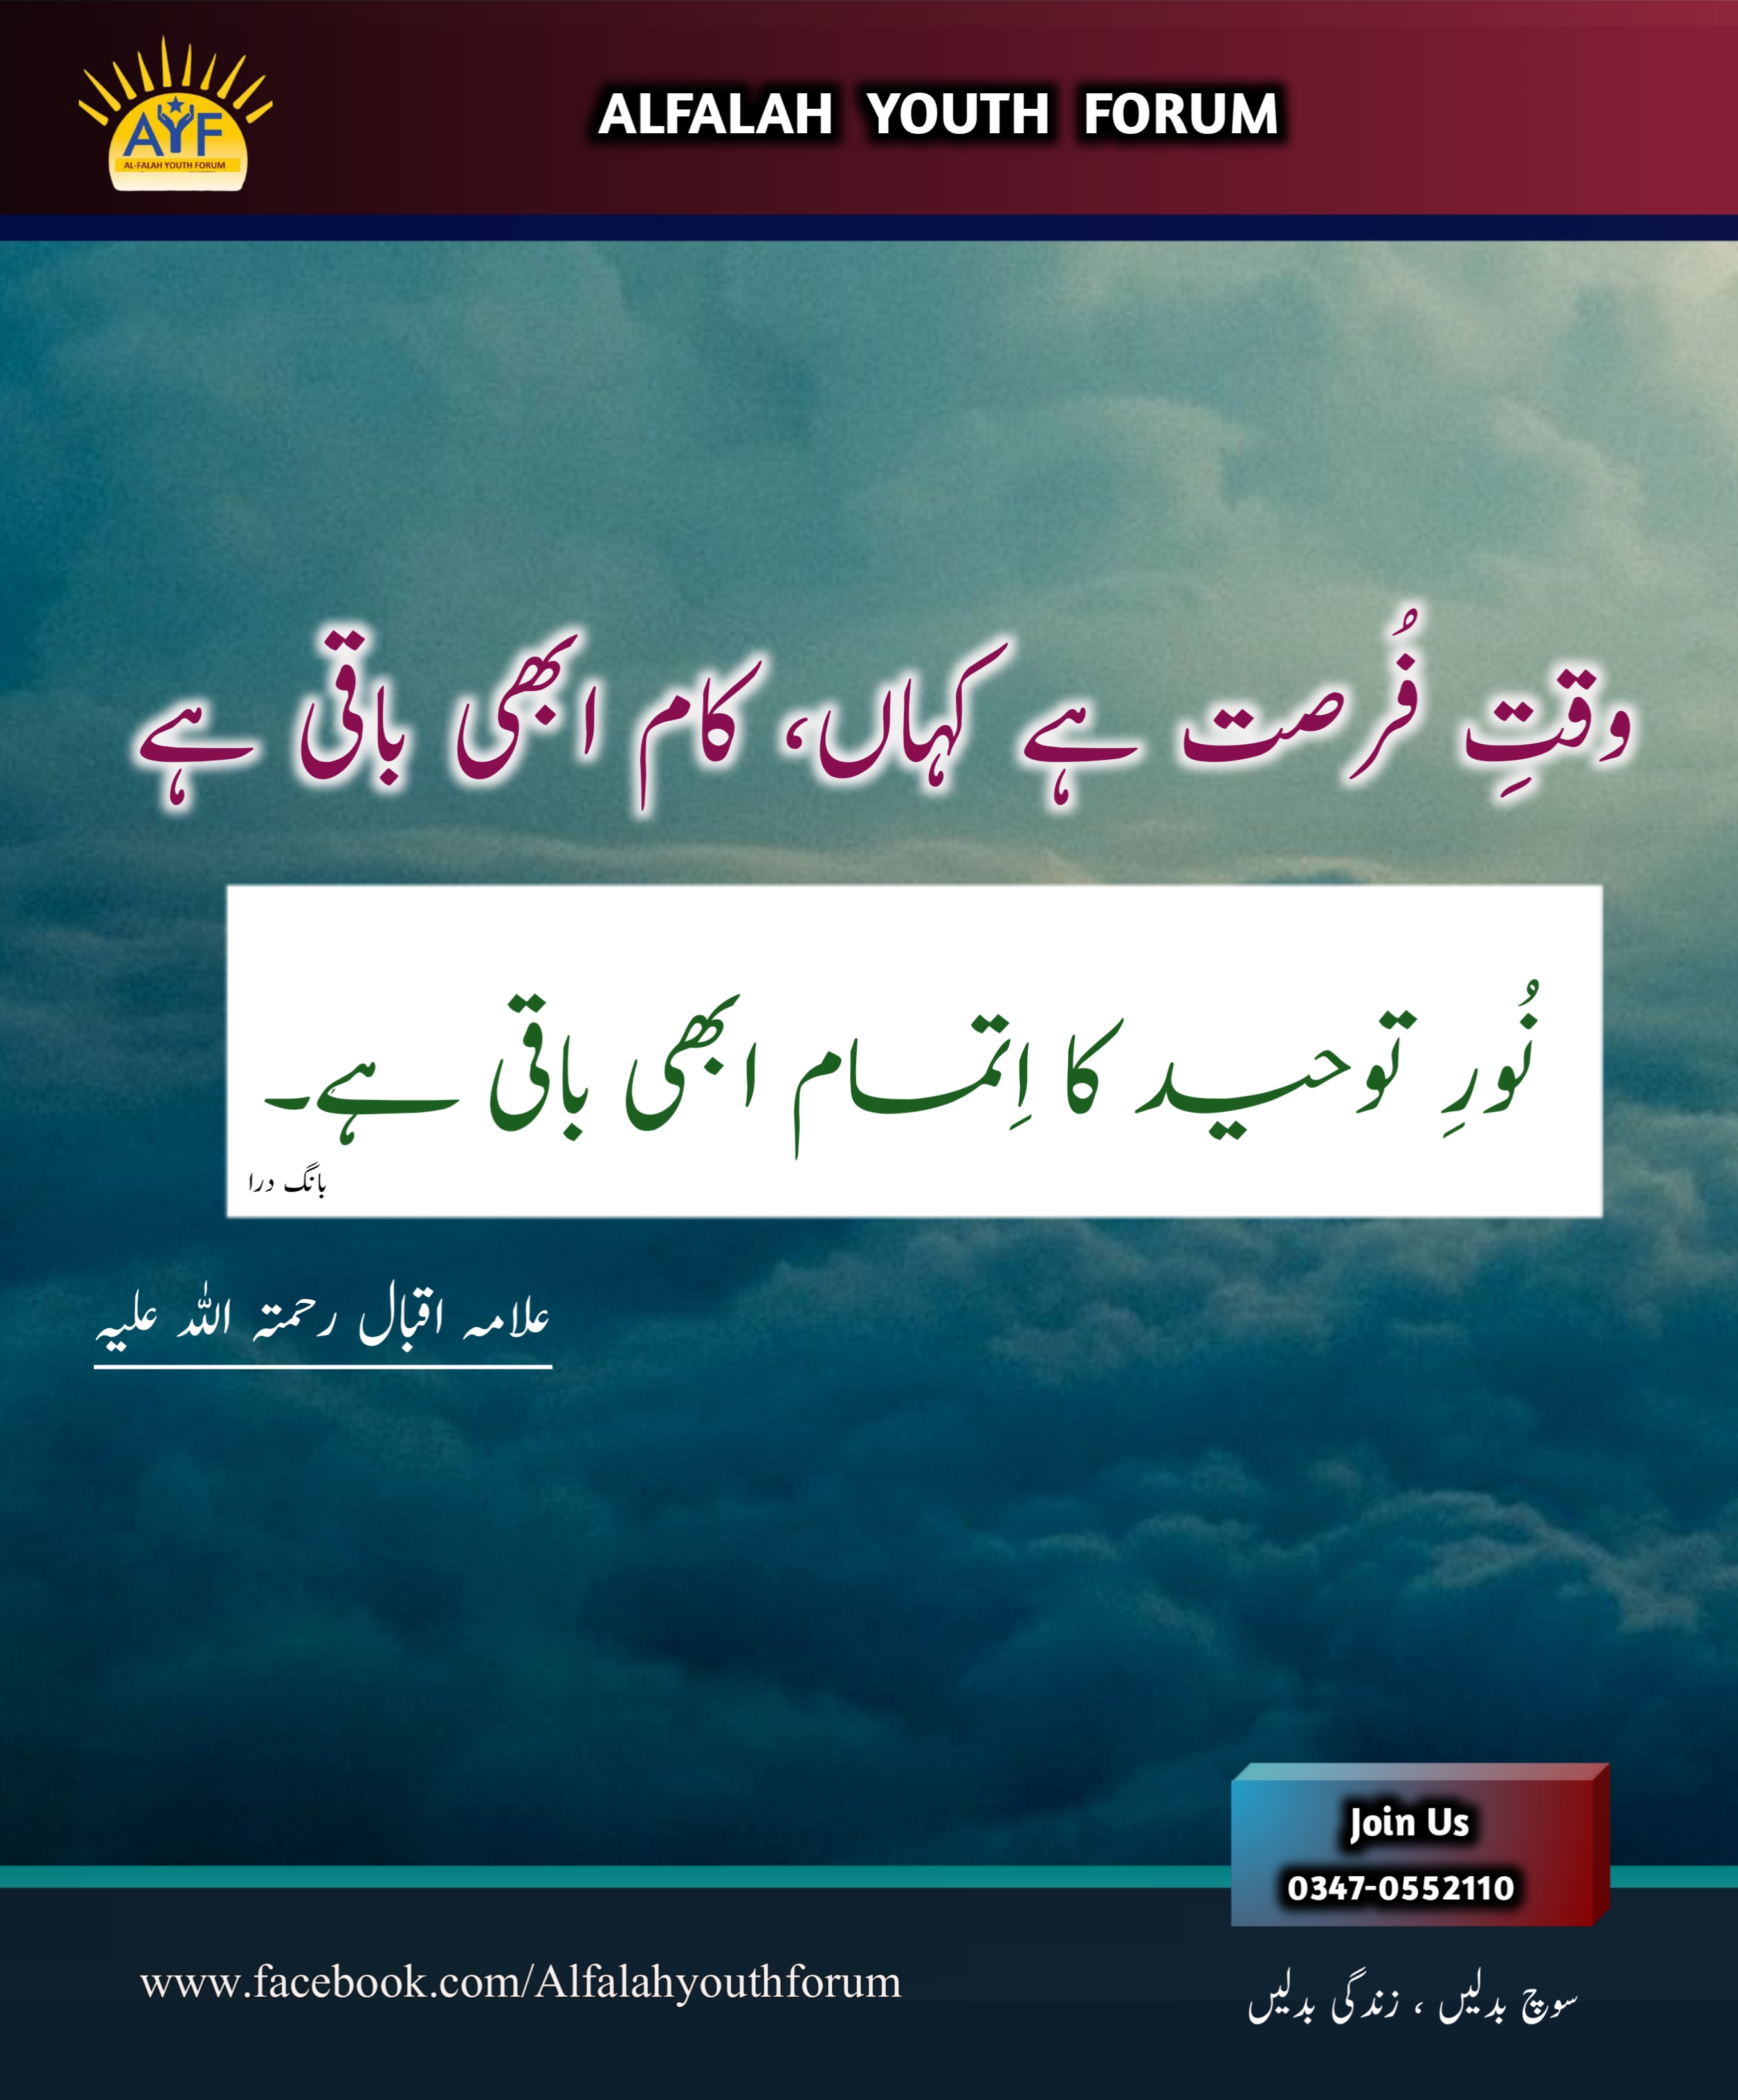 AYF
AL-FALAH YOUTH FORUM
ALFALAH YOUTH FORUM
وقتِ فُرصت ہے کہاں، کام ابھی باقی ہے
نُورِ توحید کا اِتمام ابھی باقی ہے۔
بانگ درا
علامہ اقبال رحمتہ اللہ علیہ
Join Us
0347-0552110
www.facebook.com/Alfalahyouthforum
سوچ بدلیں ، زندگی بدلیں